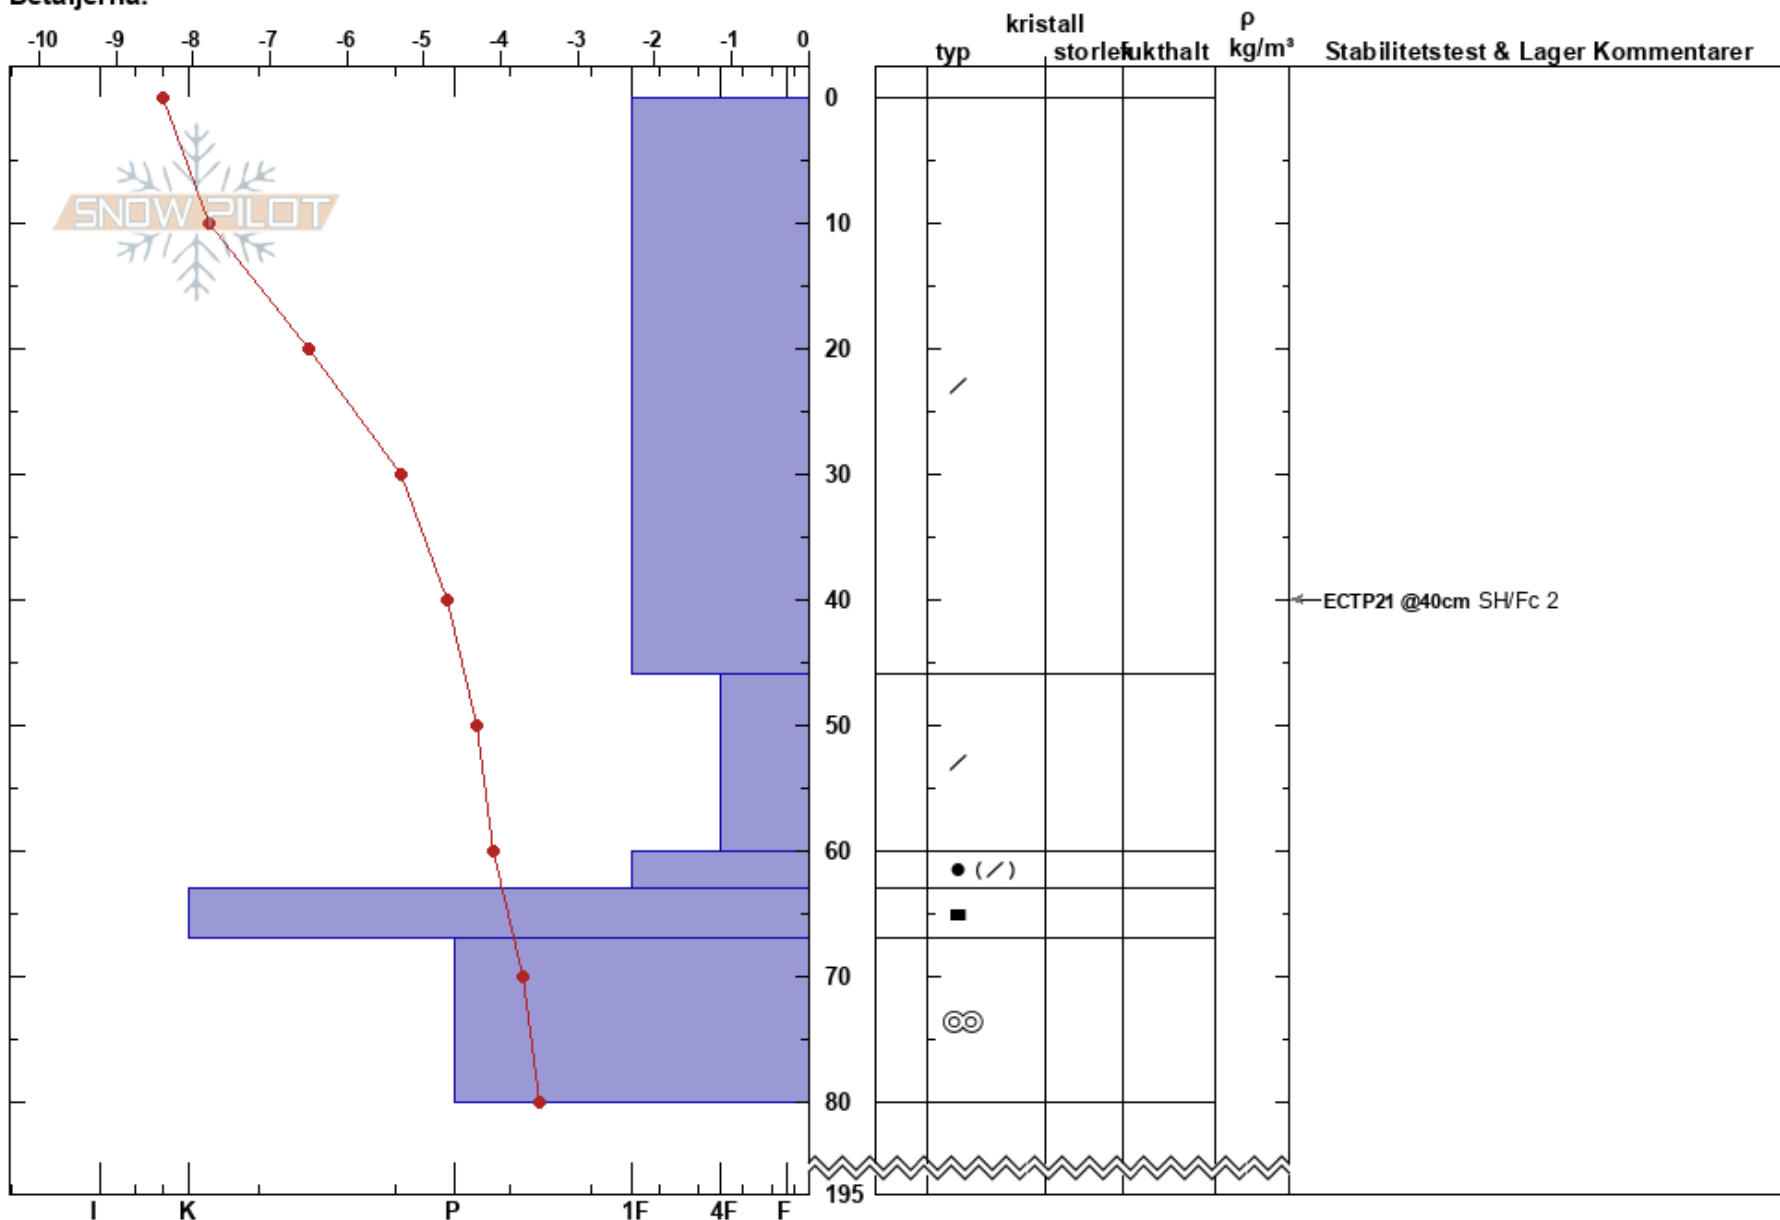 Detaljerna:
kristall ρ
-10 -9 -8 -7 -6 -5 -4 -3 -2 -1 0
typ storlek fukthalt kg/m³ Stabilitetstest & Lager Kommentarer
0
SNOW PILOT
10
20
30
40 ECTP21 @40cm SH/Fc 2
50
60
( )
70
80
195
I K P 1F 4F F